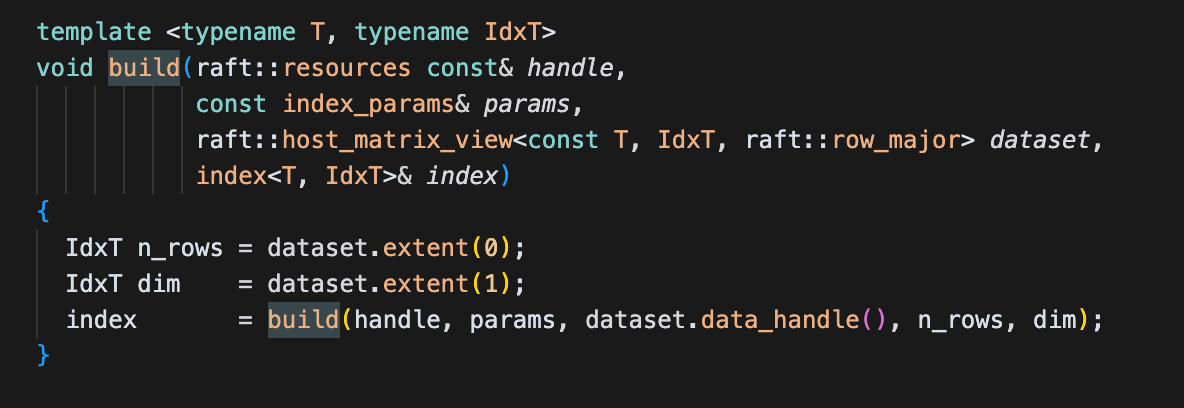 template <typename T, typename IdxT>
void build(raft::resources const& handle,
           const index_params& params,
           raft::host_matrix_view<const T, IdxT, raft::row_major> dataset,
           index<T, IdxT>& index)
{
  IdxT n_rows = dataset.extent(0);
  IdxT dim    = dataset.extent(1);
  index       = build(handle, params, dataset.data_handle(), n_rows, dim);
}